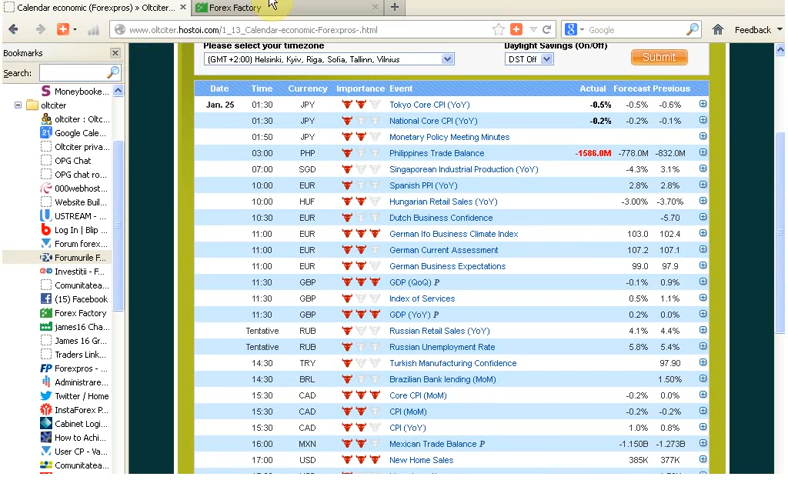 Calendar economic (Forexpros) » Oltciter... ×
Forex Factory ×
www.oltciter.hostoi.com/1_13_Calendar-economic-Forexpros-.html
Google
Feedback
Bookmarks
Search:
Moneybooke...
oltciter
oltciter : Oltc...
Google Cale...
Oltciter priva...
OPG Chat
OPG chat ro...
000webhost...
Website Buil...
USTREAM - ...
Log In | Blip ...
Forum forex...
Forumurile F...
Investitii - F...
Comunitatea...
(15) Facebook
Forex Factory
james16 Cha...
James 16 Gr...
Traders Link...
Forexpros - ...
Administrare...
Twitter / Home
InstaForex P...
Cabinet Logi...
How to Achi...
User CP - Va...
Comunitatea...
Please select your timezone
Daylight Savings (On/Off)
(GMT +2:00) Helsinki, Kyiv, Riga, Sofia, Tallinn, Vilnius
DST Off
Submit
Date Time Currency Importance Event Actual Forecast Previous
Jan. 25 01:30 JPY Tokyo Core CPI (YoY) -0.5% -0.5% -0.6%
01:30 JPY National Core CPI (YoY) -0.2% -0.2% -0.1%
01:50 JPY Monetary Policy Meeting Minutes
03:00 PHP Philippines Trade Balance -1586.0M -778.0M -832.0M
07:00 SGD Singaporean Industrial Production (YoY) -4.3% 3.1%
10:00 EUR Spanish PPI (YoY) 2.8% 2.8%
10:00 HUF Hungarian Retail Sales (YoY) -3.00% -3.70%
10:30 EUR Dutch Business Confidence -5.70
11:00 EUR German Ifo Business Climate Index 103.0 102.4
11:00 EUR German Current Assessment 107.2 107.1
11:00 EUR German Business Expectations 99.0 97.9
11:30 GBP GDP (QoQ) P -0.1% 0.9%
11:30 GBP Index of Services 0.5% 1.1%
11:30 GBP GDP (YoY) P 0.2% 0.0%
Tentative RUB Russian Retail Sales (YoY) 4.1% 4.4%
Tentative RUB Russian Unemployment Rate 5.8% 5.4%
14:30 TRY Turkish Manufacturing Confidence 97.90
14:30 BRL Brazilian Bank lending (MoM) 1.50%
15:30 CAD Core CPI (MoM) -0.2% 0.0%
15:30 CAD CPI (MoM) -0.2% -0.2%
15:30 CAD CPI (YoY) 1.0% 0.8%
16:00 MXN Mexican Trade Balance P -1.150B -1.273B
17:00 USD New Home Sales 385K 377K